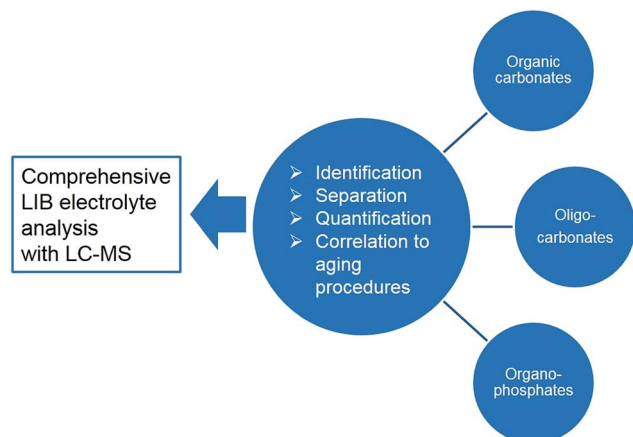 Comprehensive
LIB electrolyte
analysis
with LC-MS
➢ Identification
➢ Separation
➢ Quantification
➢ Correlation to
aging
procedures
Organic
carbonates
Oligo-
carbonates
Organo-
phosphates